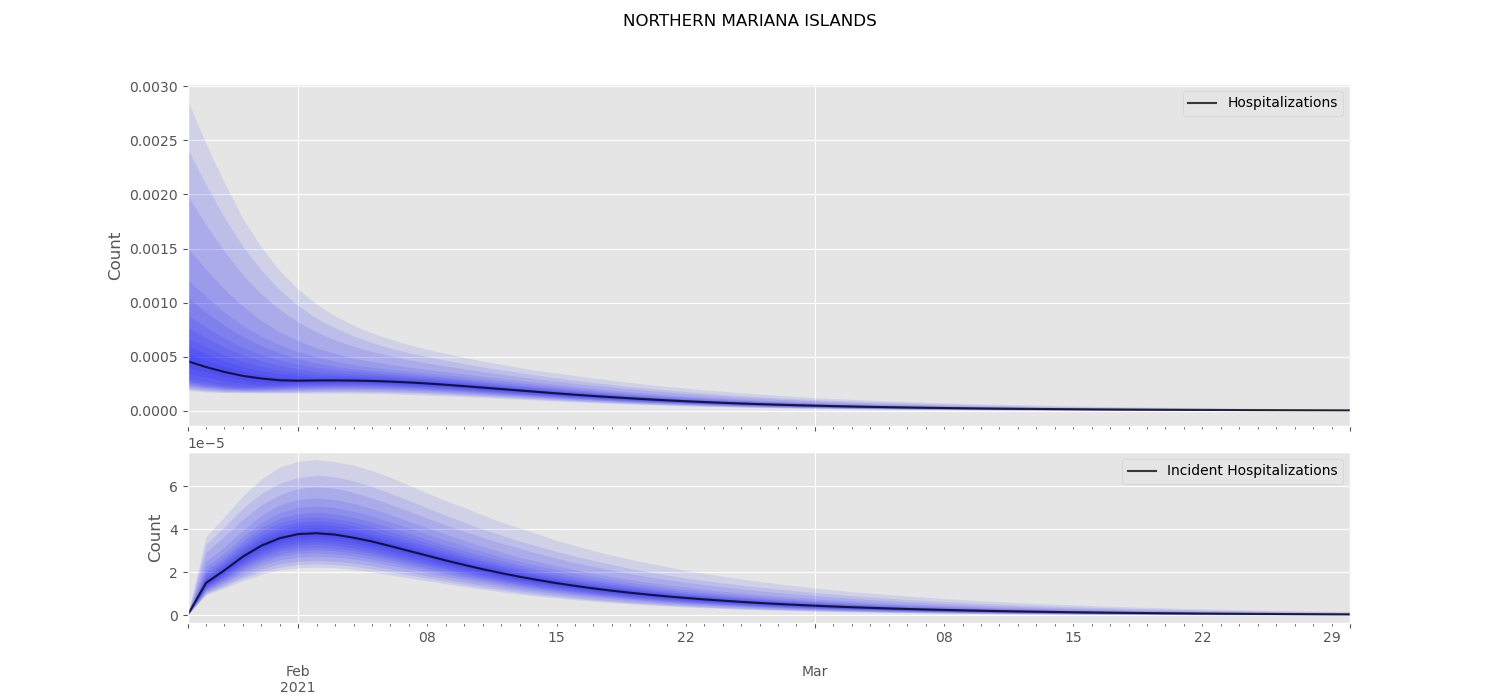 NORTHERN MARIANA ISLANDS
0.0030
Hospitalizations
0.0025
0.0020
0.0015
0.0010
0.0005
0.0000
Count
1e−5
Incident Hospitalizations
6
4
2
0
Count
08 15 22 08 15 22 29
Feb Mar
2021